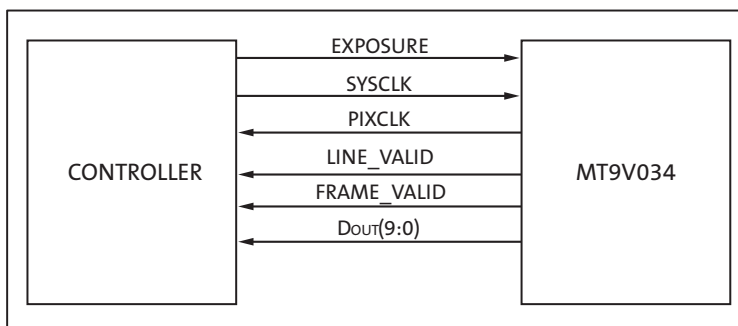 EXPOSURE
SYSCLK
PIXCLK
LINE_VALID
CONTROLLER
MT9V034
FRAME_VALID
DOUT(9:0)